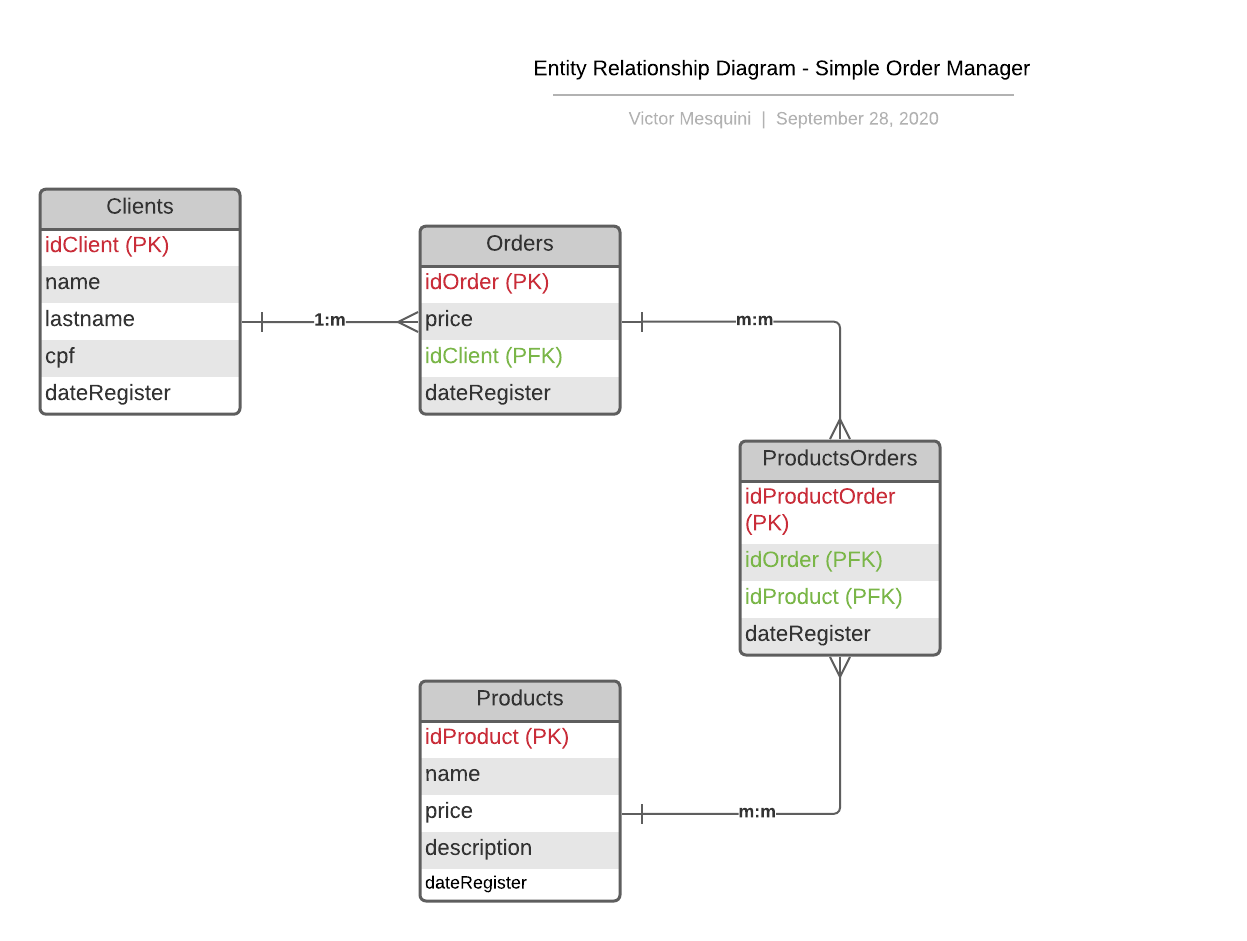 Entity Relationship Diagram - Simple Order Manager
Victor Mesquini | September 28, 2020
Clients
idClient (PK)
name
lastname
cpf
dateRegister
1:m
Orders
idOrder (PK)
price
idClient (PFK)
dateRegister
m:m
ProductsOrders
idProductOrder
(PK)
idOrder (PFK)
idProduct (PFK)
dateRegister
Products
idProduct (PK)
name
price
description
dateRegister
m:m